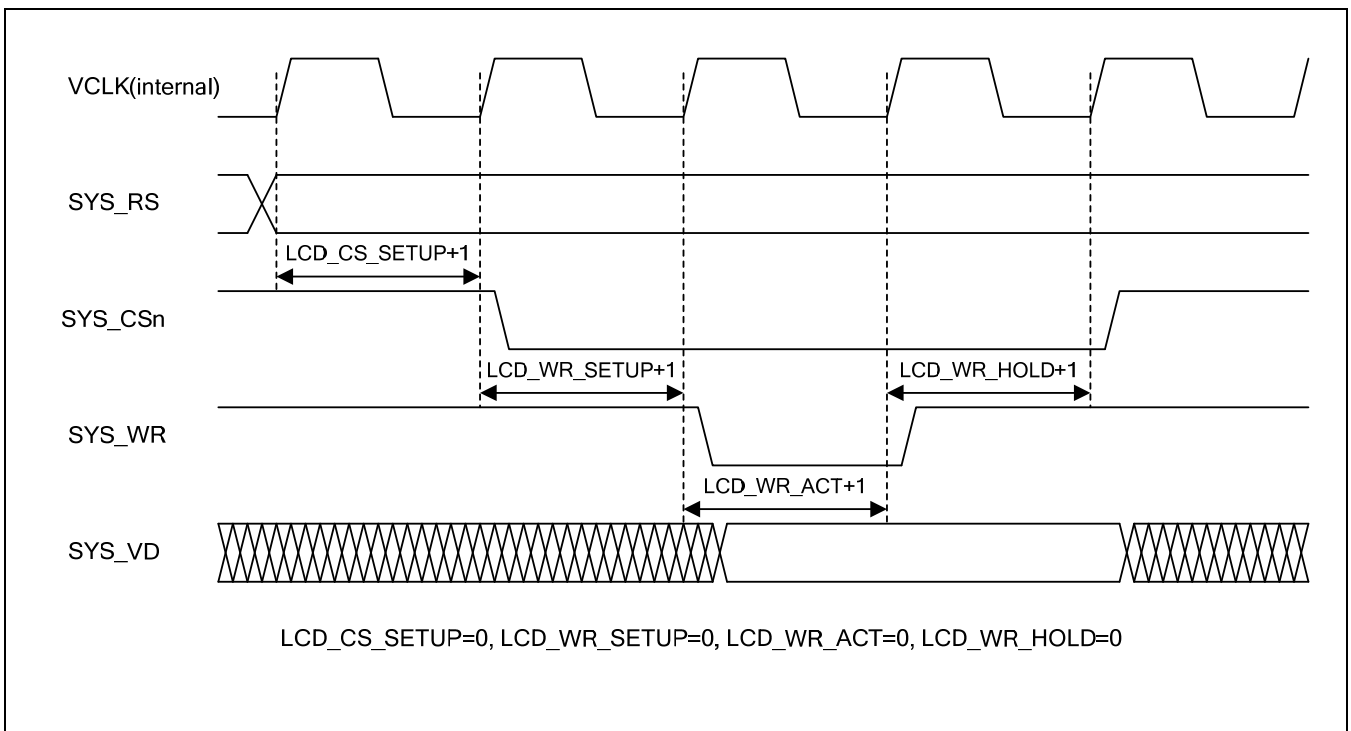 VCLK(internal)
SYS_RS
LCD_CS_SETUP+1
SYS_CSn
LCD_WR_SETUP+1
LCD_WR_HOLD+1
SYS_WR
LCD_WR_ACT+1
SYS_VD
LCD_CS_SETUP=0, LCD_WR_SETUP=0, LCD_WR_ACT=0, LCD_WR_HOLD=0